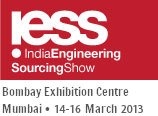 iess
IndiaEngineering
SourcingShow
Bombay Exhibition Centre
Mumbai • 14-16 March 2013